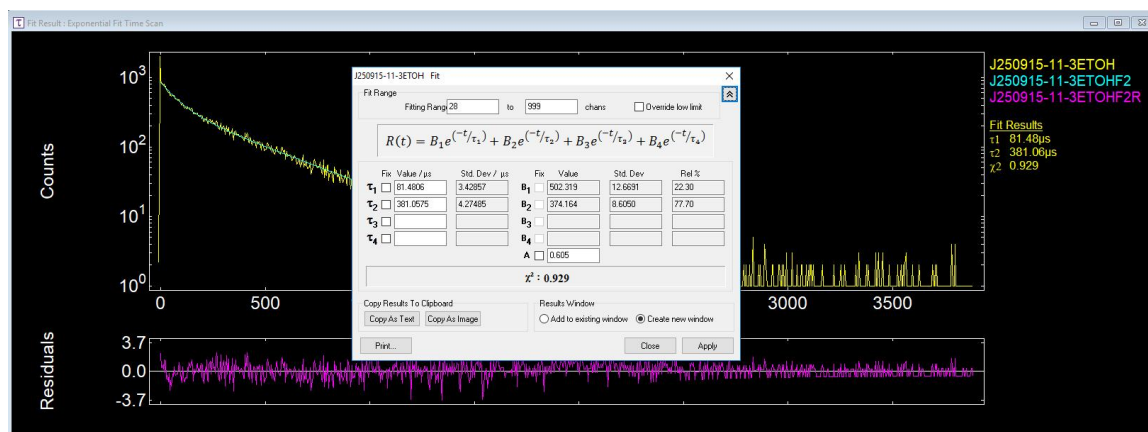 Fit Result : Exponential Fit Time Scan
J250915-11-3ETOH Fit
Fit Range
Fitting Rang 28 to 999 chans Override low limit
R(t) = B₁e^(-t/τ₁) + B₂e^(-t/τ₂) + B₃e^(-t/τ₃) + B₄e^(-t/τ₄)
Fix Value / µs Std. Dev / µs Fix Value Std. Dev Rel %
τ₁ 81.4806 3.42857 B₁ 502.319 12.6691 22.30
τ₂ 381.0575 4.27485 B₂ 374.164 8.6050 77.70
τ₃ B₃
τ₄ B₄
A 0.605
χ² : 0.929
Copy Results To Clipboard
Copy As Text Copy As Image
Results Window
Add to existing window Create new window
Print... Close Apply
J250915-11-3ETOH
J250915-11-3ETOHF2
J250915-11-3ETOHF2R
Fit Results
τ1 81.48µs
τ2 381.06µs
χ2 0.929
Counts
10³
10²
10¹
10⁰
0 500 3000 3500
Residuals
3.7
0.0
-3.7